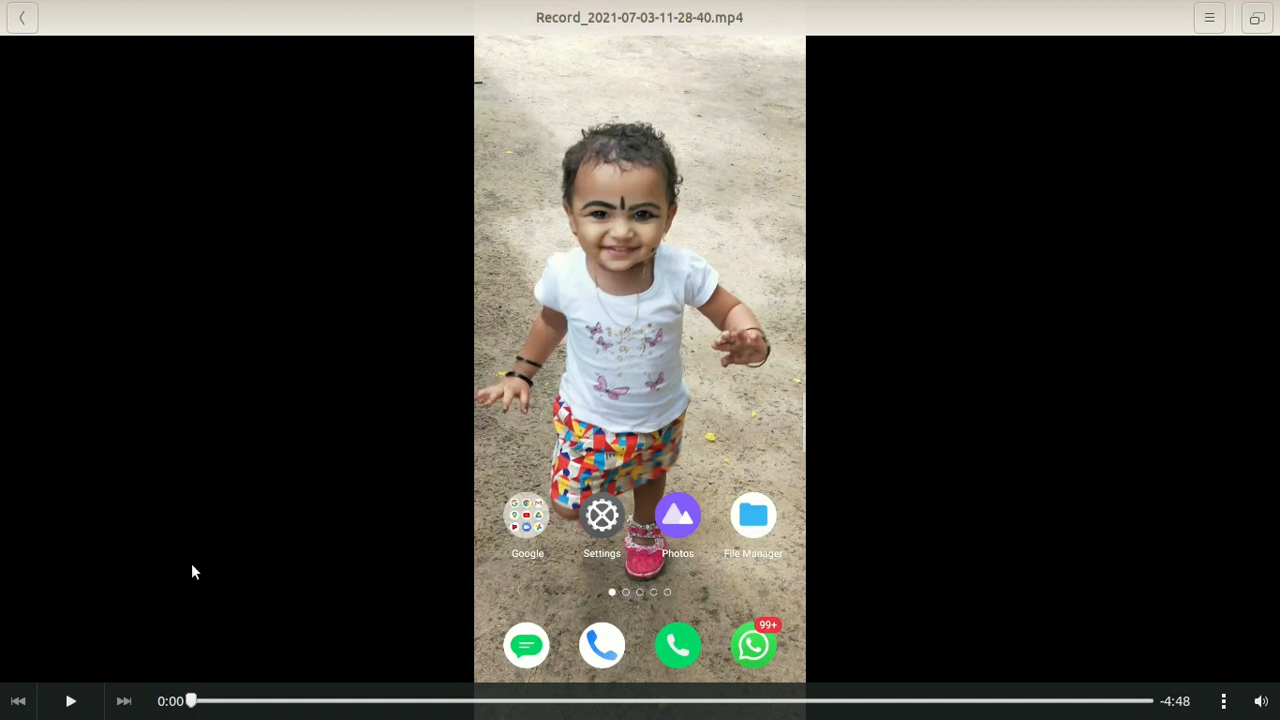 Record_2021-07-03-11-28-40.mp4
Google
Settings
Photos
File Manager
99+
0:00
-4:48